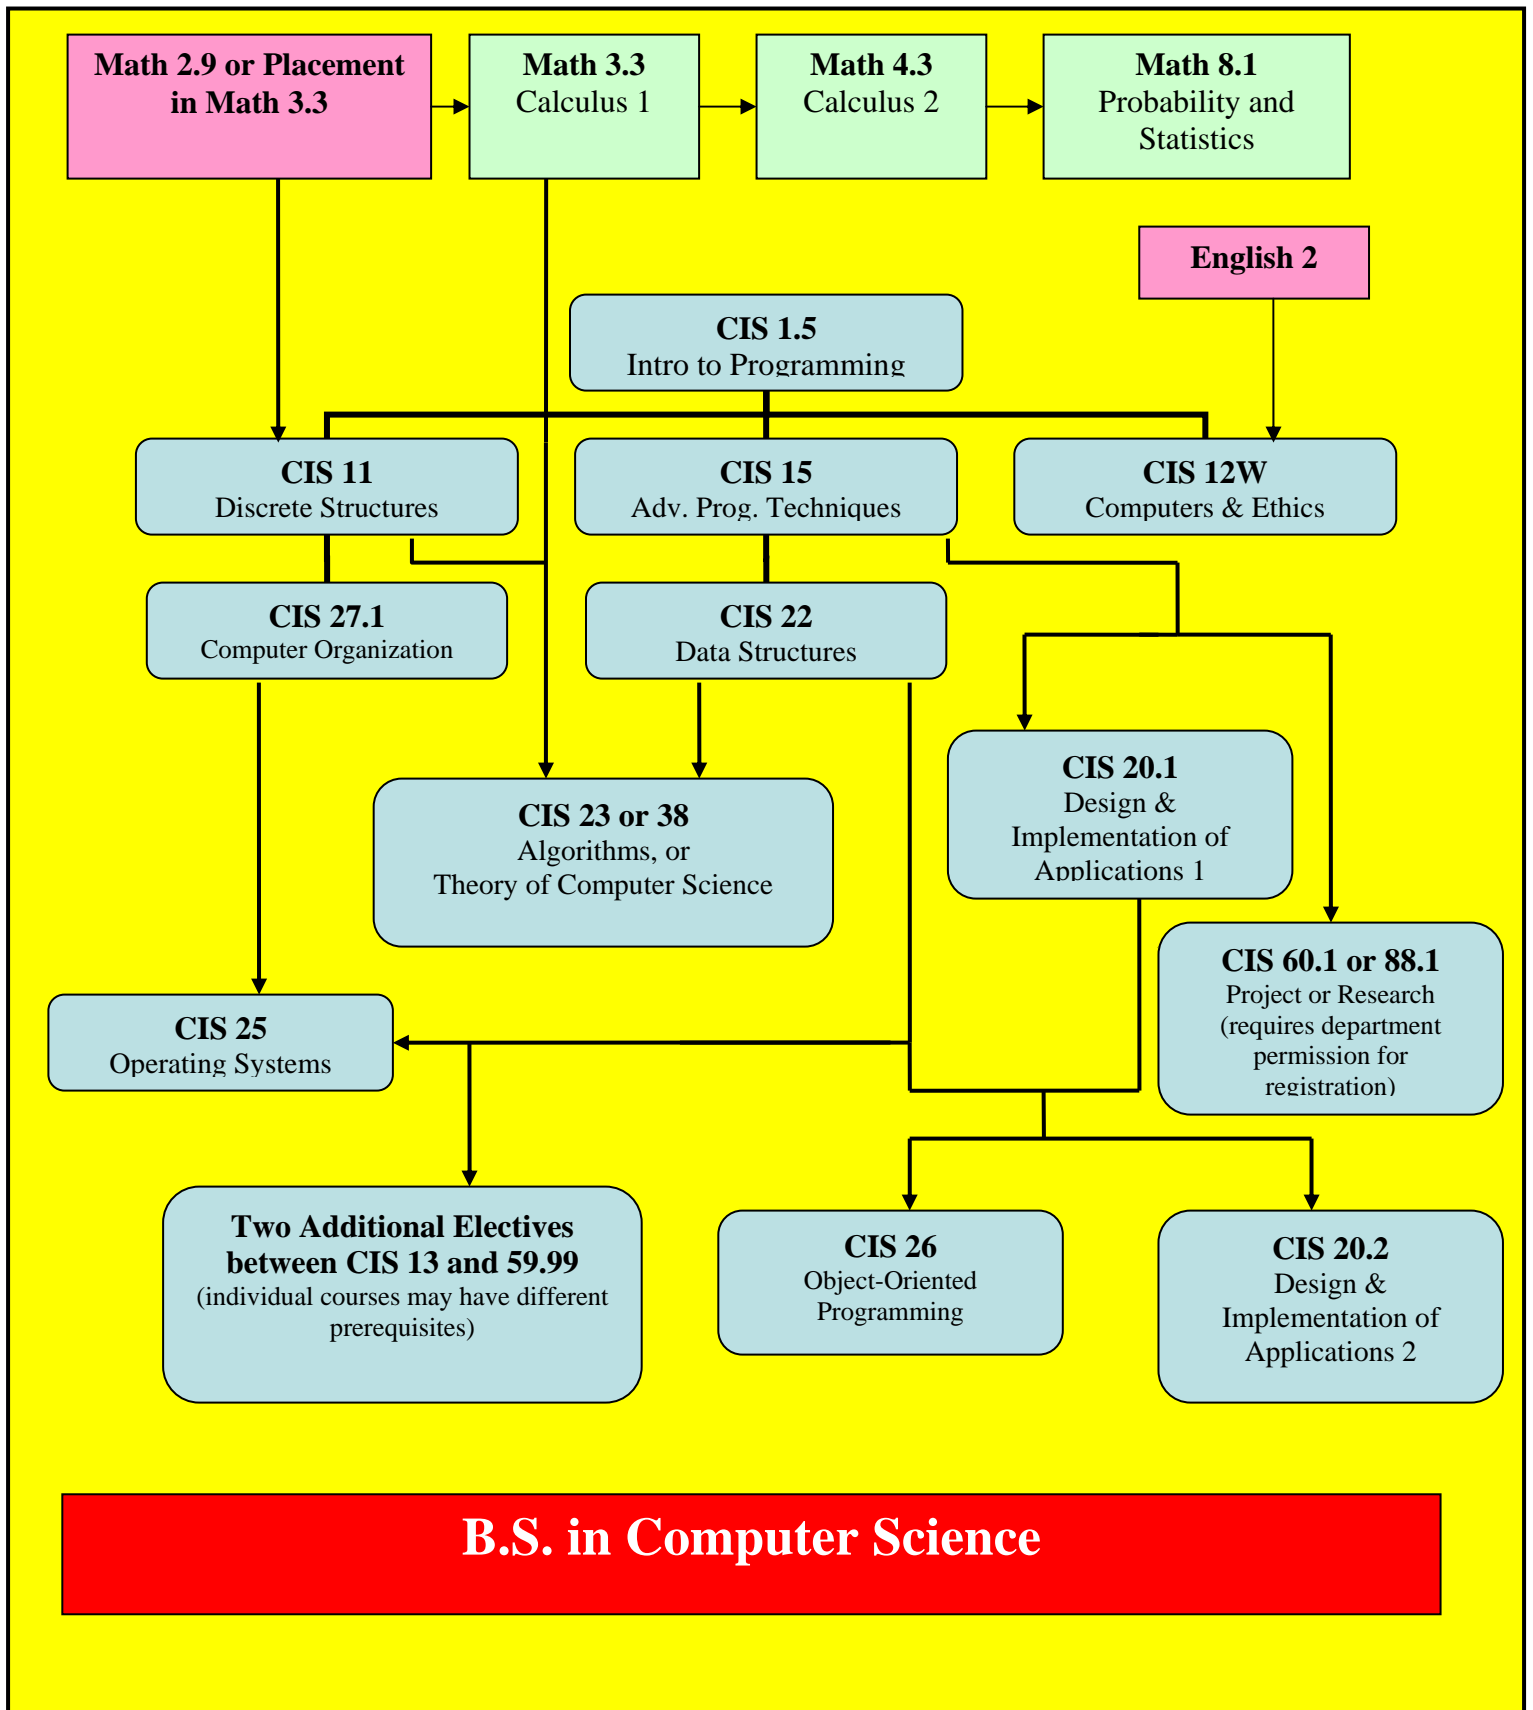 Math 2.9 or Placement
in Math 3.3
Math 3.3
Calculus 1
Math 4.3
Calculus 2
Math 8.1
Probability and
Statistics
English 2
CIS 1.5
Intro to Programming
CIS 11
Discrete Structures
CIS 15
Adv. Prog. Techniques
CIS 12W
Computers & Ethics
CIS 27.1
Computer Organization
CIS 22
Data Structures
CIS 20.1
Design &
Implementation of
Applications 1
CIS 23 or 38
Algorithms, or
Theory of Computer Science
CIS 60.1 or 88.1
Project or Research
(requires department
permission for
registration)
CIS 25
Operating Systems
Two Additional Electives
between CIS 13 and 59.99
(individual courses may have different
prerequisites)
CIS 26
Object-Oriented
Programming
CIS 20.2
Design &
Implementation of
Applications 2
B.S. in Computer Science